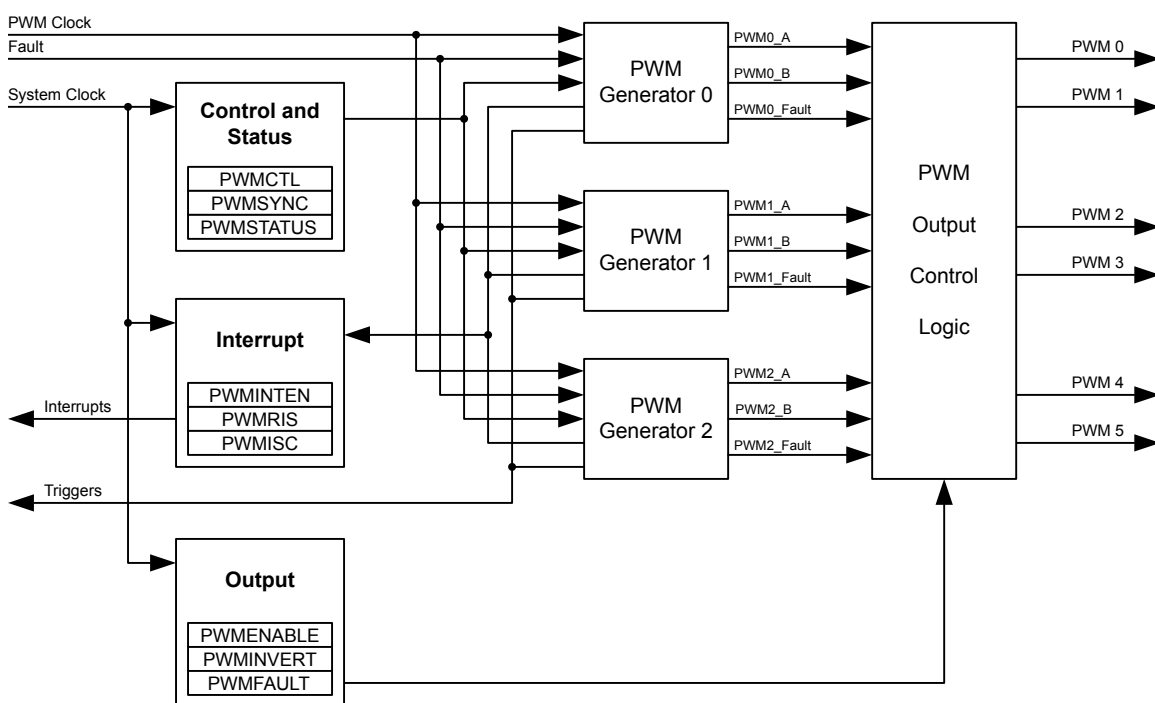 PWM Clock
Fault
System Clock
Control and
Status
PWMCTL
PWMSYNC
PWMSTATUS
Interrupt
PWMINTEN
PWMRIS
PWMISC
Interrupts
Triggers
Output
PWMENABLE
PWMINVERT
PWMFAULT
PWM
Generator 0
PWM0_A
PWM0_B
PWM0_Fault
PWM
Generator 1
PWM1_A
PWM1_B
PWM1_Fault
PWM
Generator 2
PWM2_A
PWM2_B
PWM2_Fault
PWM
Output
Control
Logic
PWM 0
PWM 1
PWM 2
PWM 3
PWM 4
PWM 5